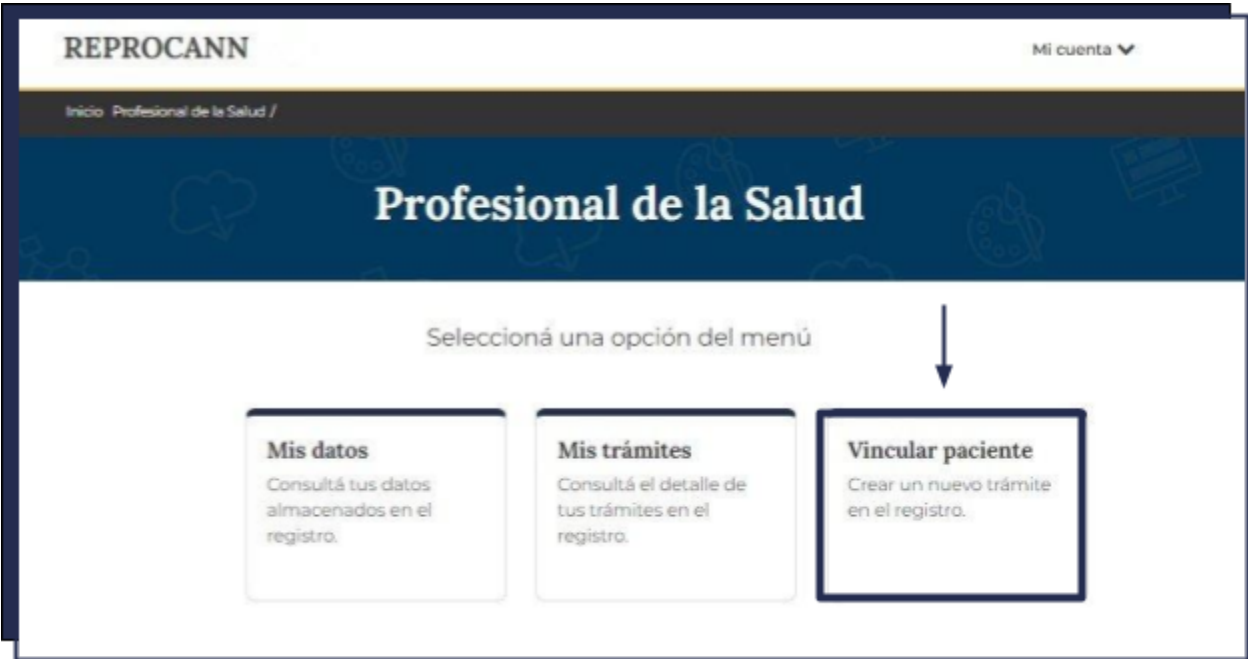 REPROCANN
Mi cuenta
Inicio Profesional de la Salud /
Profesional de la Salud
Seleccioná una opción del menú
Mis datos
Consultá tus datos
almacenados en el
registro.
Mis trámites
Consultá el detalle de
tus trámites en el
registro.
Vincular paciente
Crear un nuevo trámite
en el registro.